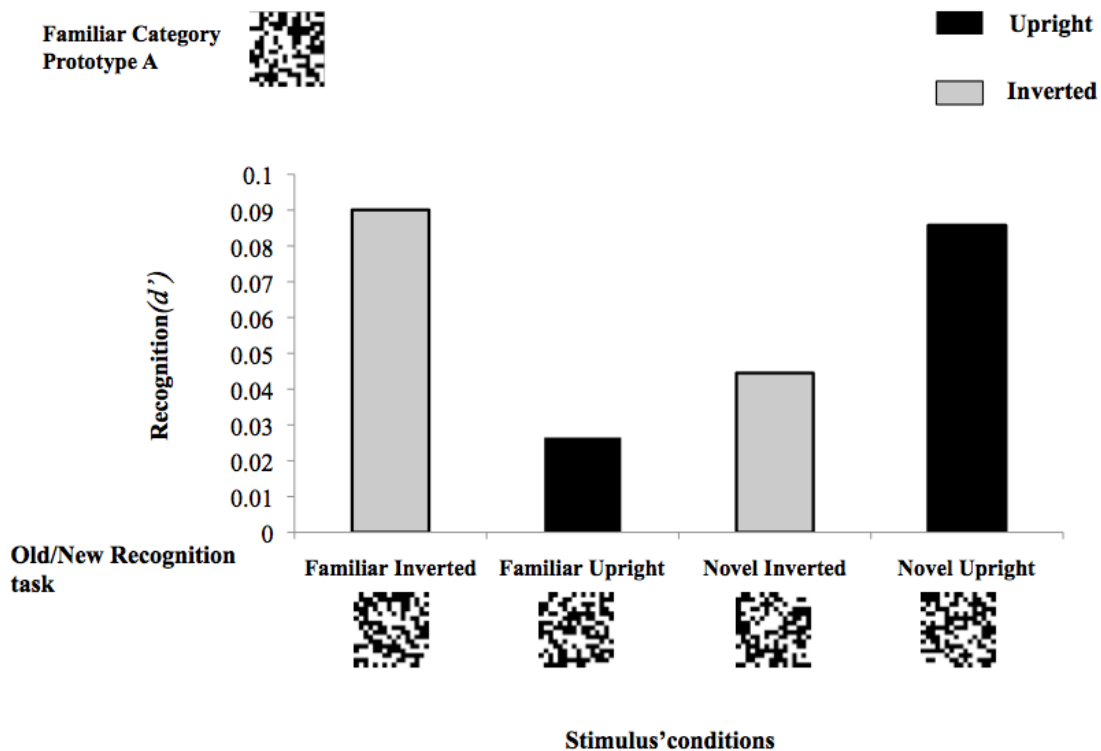 Familiar Category
Prototype A
Upright
Inverted
0.1
0.09
0.08
0.07
0.06
0.05
0.04
0.03
0.02
0.01
0
Recognition(d’)
Old/New Recognition
task
Familiar Inverted Familiar Upright Novel Inverted Novel Upright
Stimulus’conditions